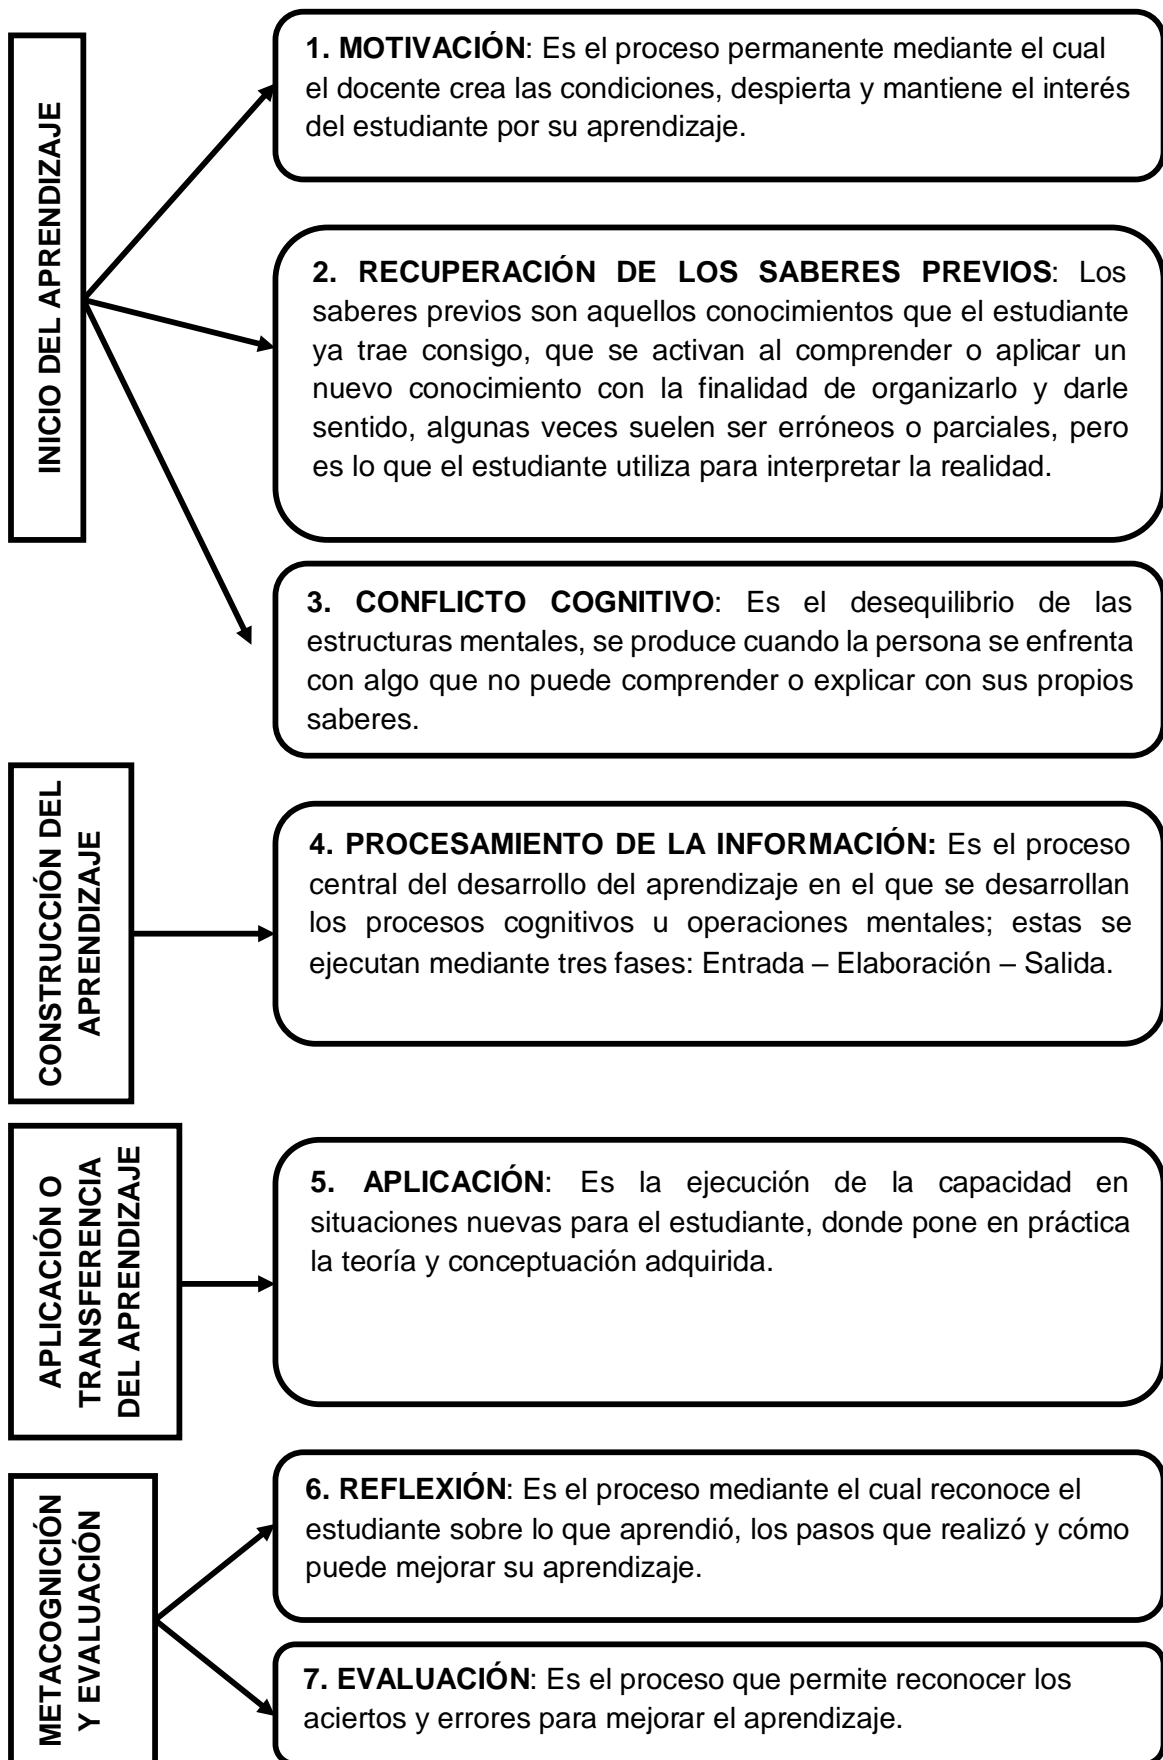 INICIO DEL APRENDIZAJE
1. MOTIVACIÓN: Es el proceso permanente mediante el cual
el docente crea las condiciones, despierta y mantiene el interés
del estudiante por su aprendizaje.
2. RECUPERACIÓN DE LOS SABERES PREVIOS: Los
saberes previos son aquellos conocimientos que el estudiante
ya trae consigo, que se activan al comprender o aplicar un
nuevo conocimiento con la finalidad de organizarlo y darle
sentido, algunas veces suelen ser erróneos o parciales, pero
es lo que el estudiante utiliza para interpretar la realidad.
3. CONFLICTO COGNITIVO: Es el desequilibrio de las
estructuras mentales, se produce cuando la persona se enfrenta
con algo que no puede comprender o explicar con sus propios
saberes.
CONSTRUCCIÓN DEL
APRENDIZAJE
4. PROCESAMIENTO DE LA INFORMACIÓN: Es el proceso
central del desarrollo del aprendizaje en el que se desarrollan
los procesos cognitivos u operaciones mentales; estas se
ejecutan mediante tres fases: Entrada – Elaboración – Salida.
APLICACIÓN O
TRANSFERENCIA
DEL APRENDIZAJE
5. APLICACIÓN: Es la ejecución de la capacidad en
situaciones nuevas para el estudiante, donde pone en práctica
la teoría y conceptuación adquirida.
METACOGNICIÓN
Y EVALUACIÓN
6. REFLEXIÓN: Es el proceso mediante el cual reconoce el
estudiante sobre lo que aprendió, los pasos que realizó y cómo
puede mejorar su aprendizaje.
7. EVALUACIÓN: Es el proceso que permite reconocer los
aciertos y errores para mejorar el aprendizaje.